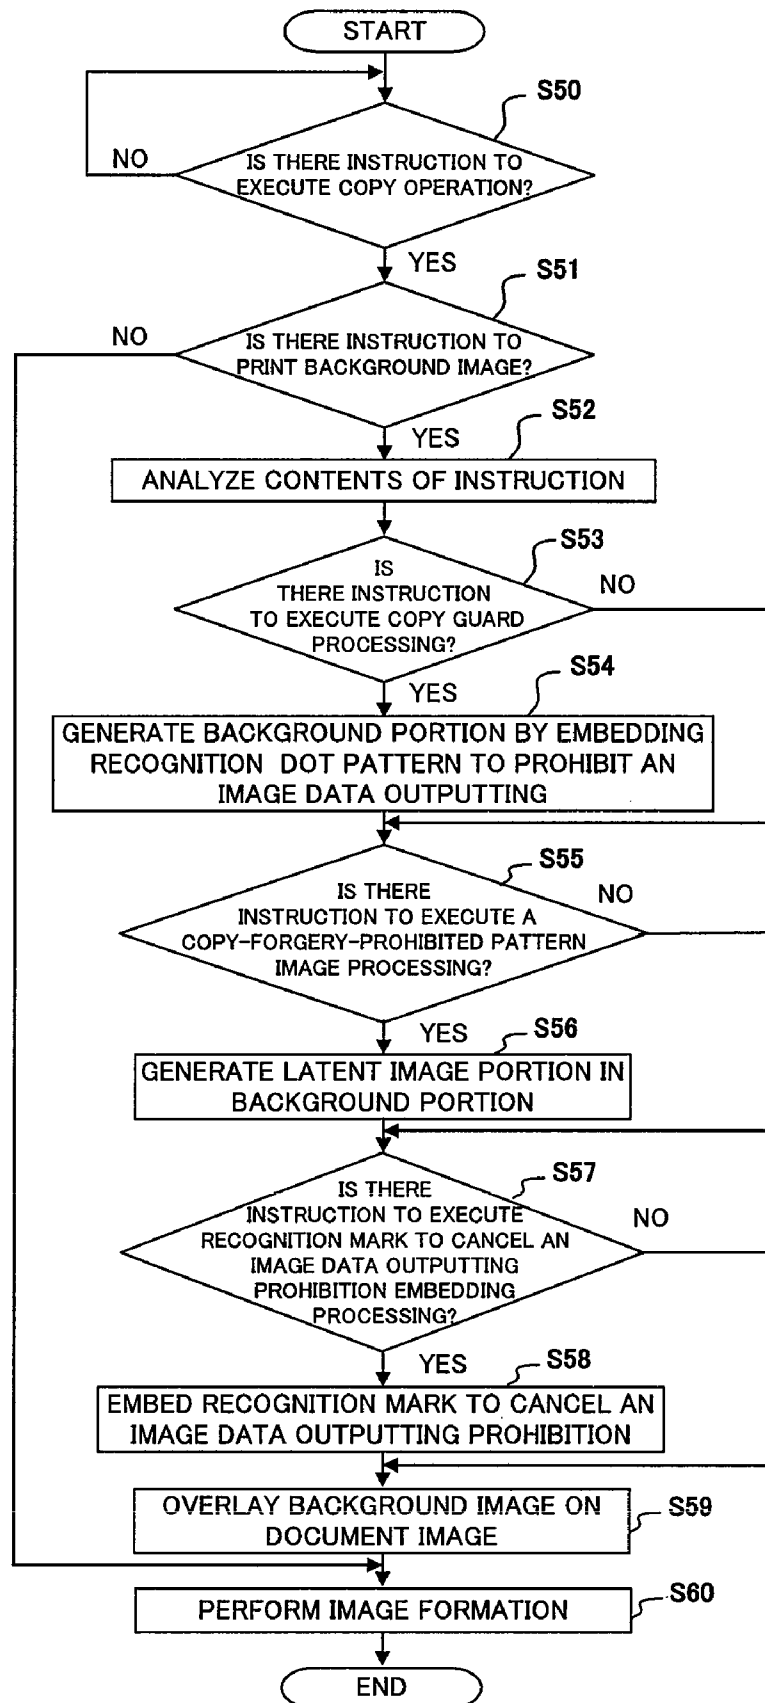 START
S50
NO
IS THERE INSTRUCTION TO
EXECUTE COPY OPERATION?
YES
S51
NO
IS THERE INSTRUCTION TO
PRINT BACKGROUND IMAGE?
YES
S52
ANALYZE CONTENTS OF INSTRUCTION
S53
IS
THERE INSTRUCTION
TO EXECUTE COPY GUARD
PROCESSING?
NO
YES
S54
GENERATE BACKGROUND PORTION BY EMBEDDING
RECOGNITION DOT PATTERN TO PROHIBIT AN
IMAGE DATA OUTPUTTING
S55
IS THERE
INSTRUCTION TO EXECUTE A
COPY-FORGERY-PROHIBITED PATTERN
IMAGE PROCESSING?
NO
YES
S56
GENERATE LATENT IMAGE PORTION IN
BACKGROUND PORTION
S57
IS THERE
INSTRUCTION TO EXECUTE
RECOGNITION MARK TO CANCEL AN
IMAGE DATA OUTPUTTING
PROHIBITION EMBEDDING
PROCESSING?
NO
YES
S58
EMBED RECOGNITION MARK TO CANCEL AN
IMAGE DATA OUTPUTTING PROHIBITION
OVERLAY BACKGROUND IMAGE ON
DOCUMENT IMAGE
S59
PERFORM IMAGE FORMATION
S60
END